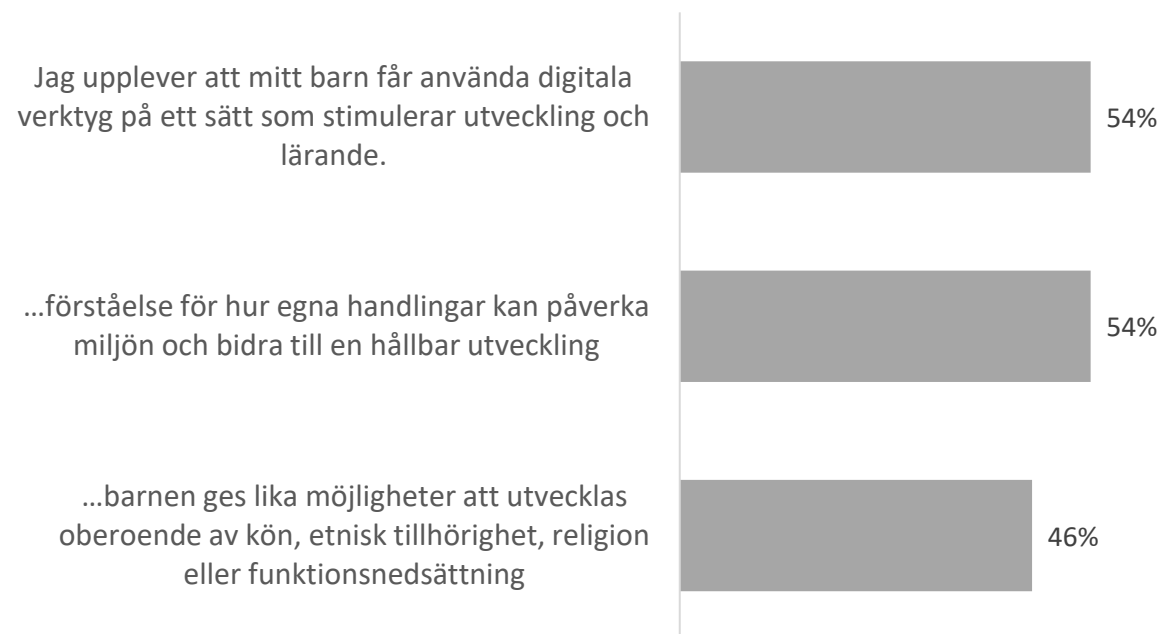 Jag upplever att mitt barn får använda digitala
verktyg på ett sätt som stimulerar utveckling och
lärande.
54%
…förståelse för hur egna handlingar kan påverka
miljön och bidra till en hållbar utveckling
54%
…barnen ges lika möjligheter att utvecklas
oberoende av kön, etnisk tillhörighet, religion
eller funktionsnedsättning
46%